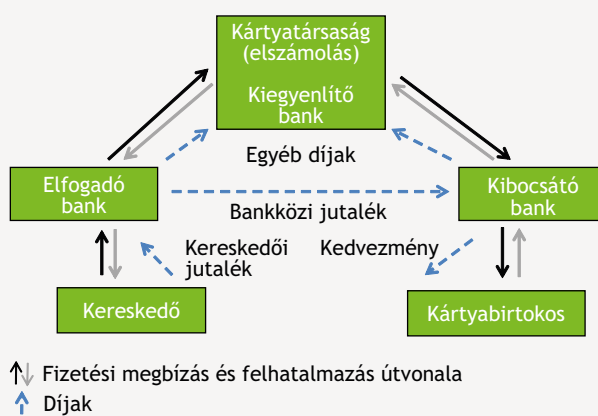 Kártyatársaság
(elszámolás)
Kiegyenlítő
bank
Egyéb díjak
Elfogadó
bank
Kibocsátó
bank
Bankközi jutalék
Kereskedői
jutalék
Kedvezmény
Kereskedő
Kártyabirtokos
Fizetési megbízás és felhatalmazás útvonala
Díjak